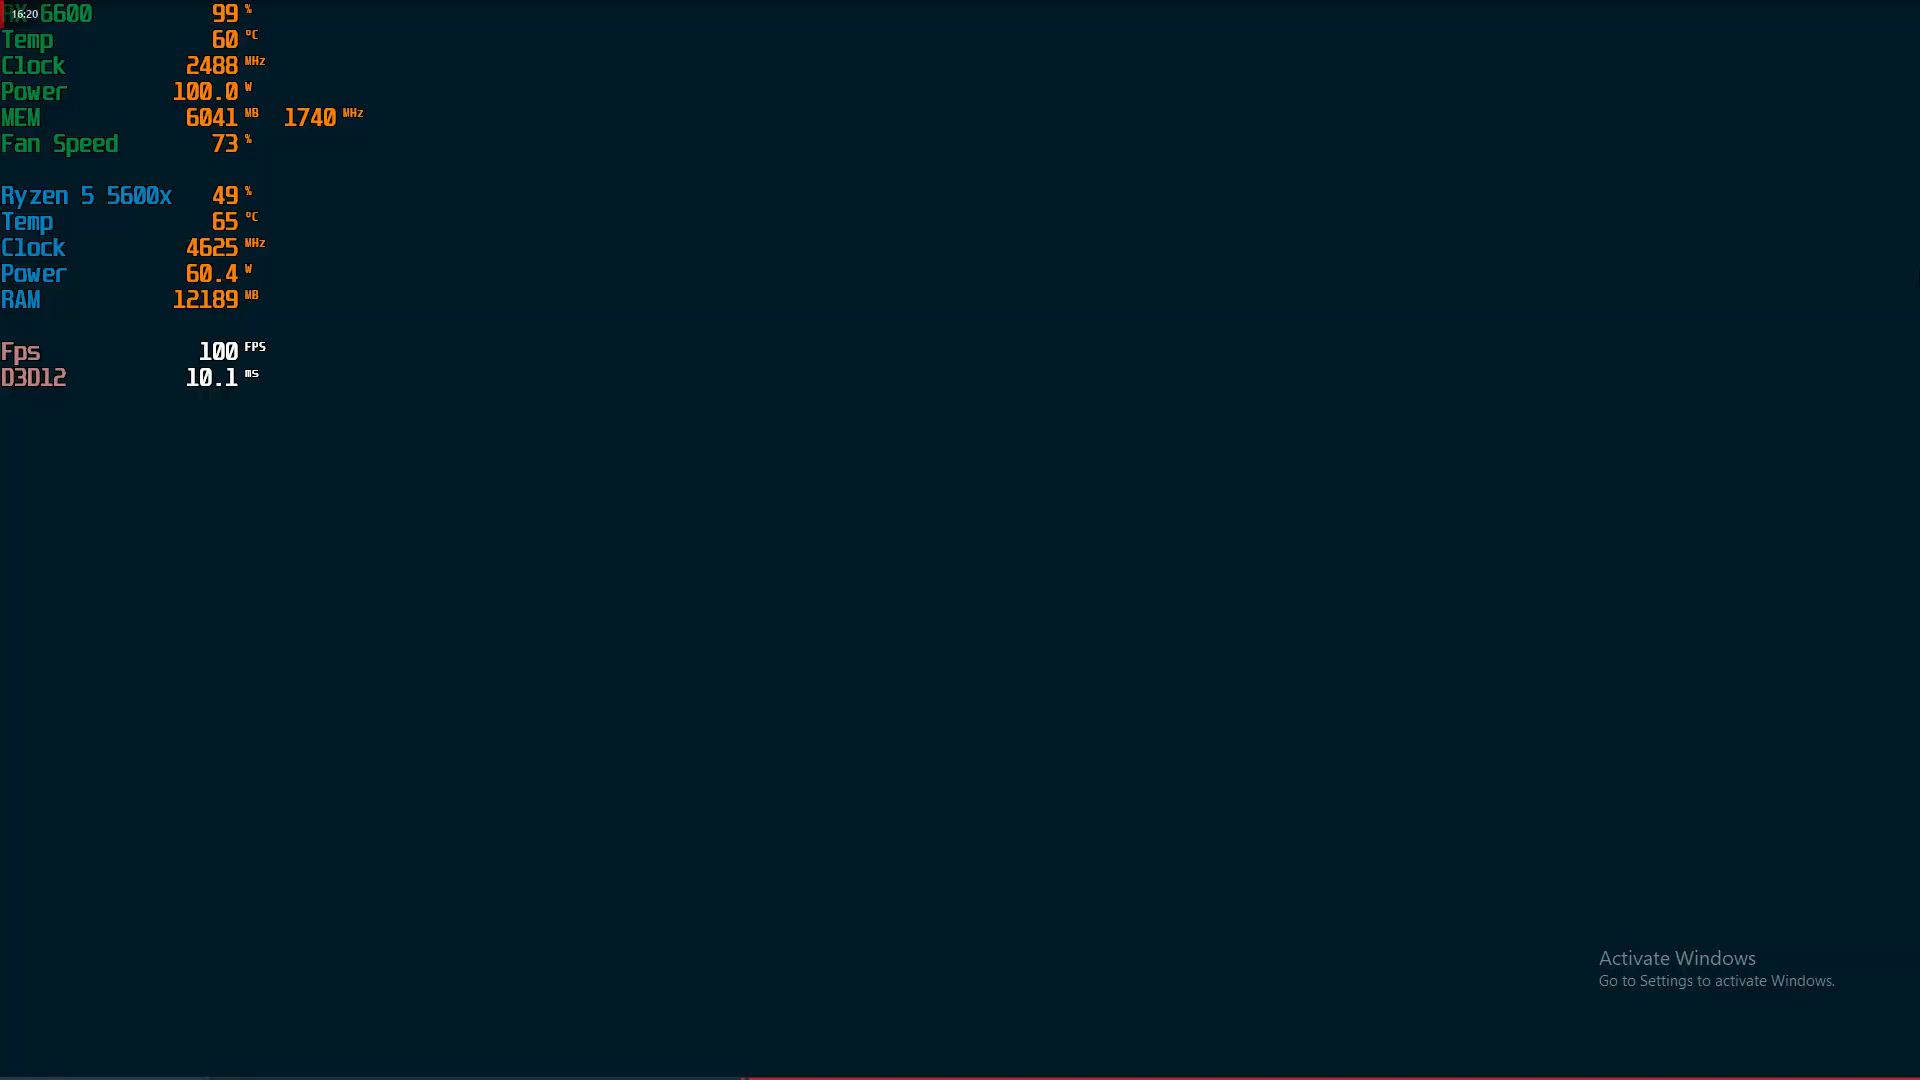 16:20
RX 6600 99 %
Temp 60 °C
Clock 2488 MHz
Power 100.0 W
MEM 6041 MB 1740 MHz
Fan Speed 73 %
Ryzen 5 5600x 49 %
Temp 65 °C
Clock 4625 MHz
Power 60.4 W
RAM 12189 MB
Fps 100 FPS
D3D12 10.1 ms
Activate Windows
Go to Settings to activate Windows.